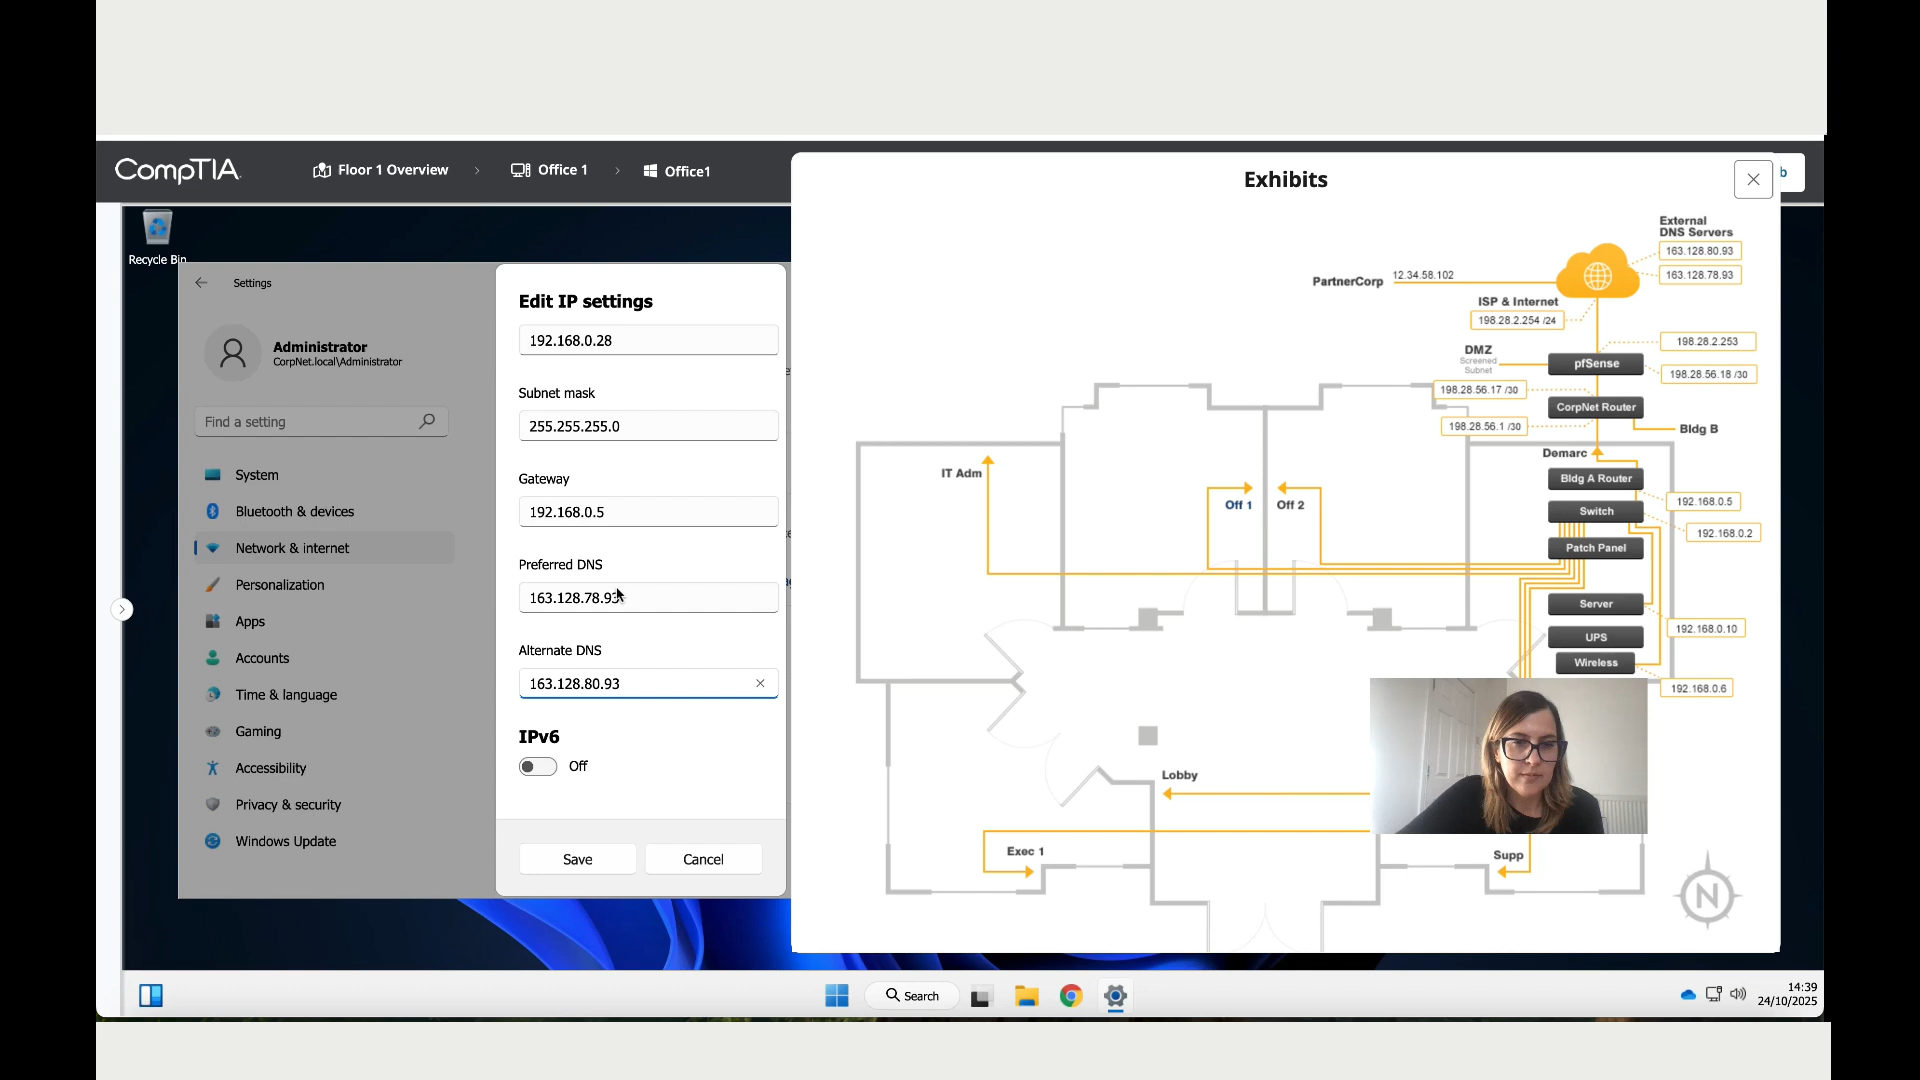 CompTIA.
Floor 1 Overview
Office 1
Office1
b
Recycle Bin
Settings
Administrator
CorpNet.local\Administrator
Find a setting
System
Bluetooth & devices
Network & internet
Personalization
Apps
Accounts
Time & language
Gaming
Accessibility
Privacy & security
Windows Update
Edit IP settings
192.168.0.28
Subnet mask
255.255.255.0
Gateway
192.168.0.5
Preferred DNS
163.128.78.93
Alternate DNS
163.128.80.93
IPv6
Off
Save
Cancel
Exhibits
External
DNS Servers
163.128.80.93
163.128.78.93
PartnerCorp
12.34.58.102
ISP & Internet
198.28.2.254 /24
198.28.2.253
DMZ
Screened
Subnet
pfSense
198.28.56.18 /30
198.28.56.17 /30
CorpNet Router
198.28.56.1 /30
Bldg B
Demarc
Bldg A Router
192.168.0.5
Switch
192.168.0.2
Patch Panel
Server
192.168.0.10
UPS
Wireless
192.168.0.6
IT Adm
Off 1
Off 2
Lobby
Exec 1
Supp
N
Search
14:39
24/10/2025